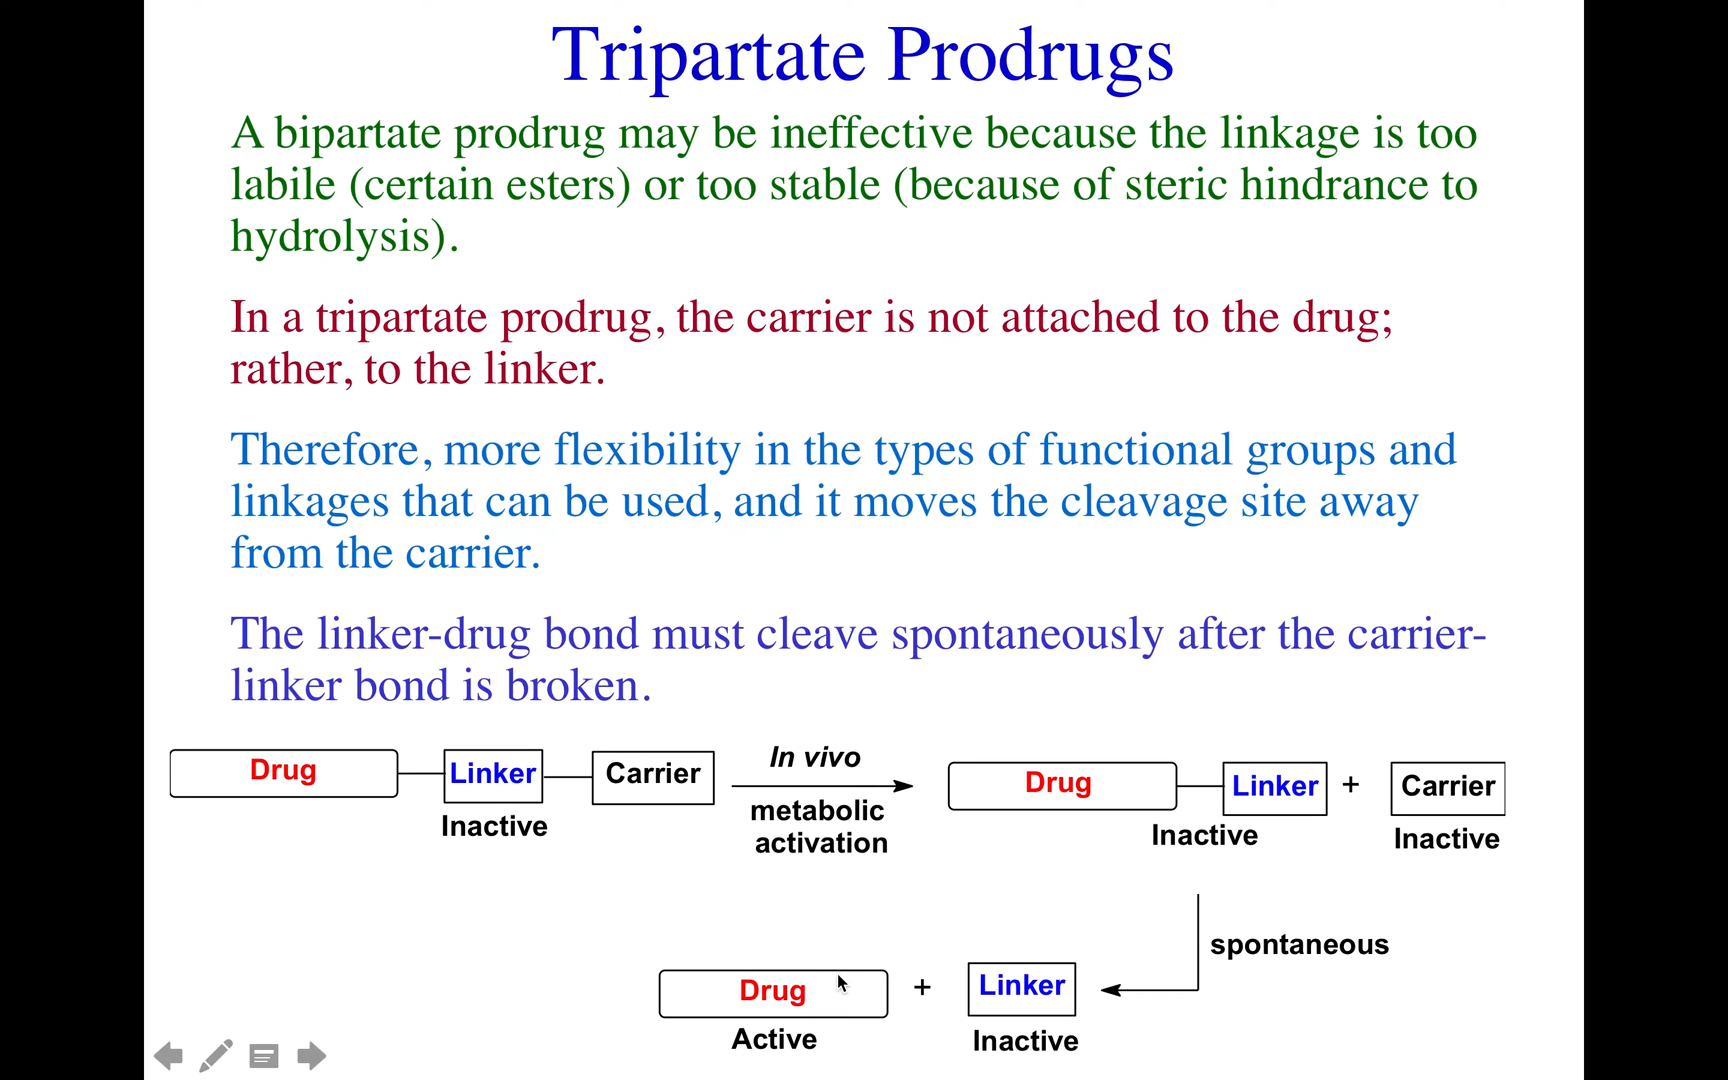 Tripartate Prodrugs
A bipartate prodrug may be ineffective because the linkage is too
labile (certain esters) or too stable (because of steric hindrance to
hydrolysis).
In a tripartate prodrug, the carrier is not attached to the drug;
rather, to the linker.
Therefore, more flexibility in the types of functional groups and
linkages that can be used, and it moves the cleavage site away
from the carrier.
The linker-drug bond must cleave spontaneously after the carrier-
linker bond is broken.
Drug Linker Carrier
Inactive
In vivo
metabolic
activation
Drug Linker + Carrier
Inactive Inactive
spontaneous
Drug + Linker
Active Inactive